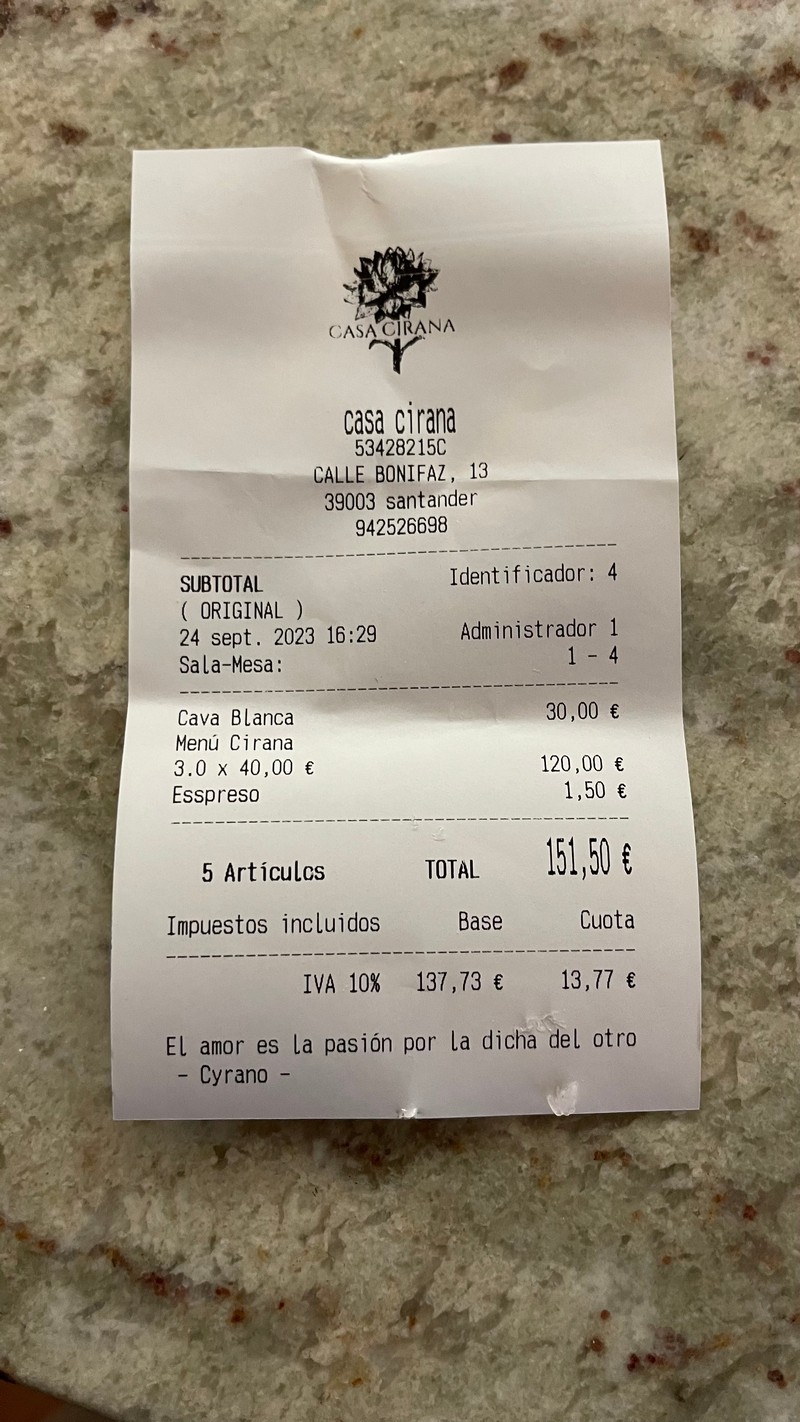 CASA CIRANA
casa cirana
53428215C
CALLE BONIFAZ, 13
39003 santander
942526698
SUBTOTAL Identificador: 4
( ORIGINAL )
24 sept. 2023 16:29 Administrador 1
Sala-Mesa: 1 - 4
Cava Blanca 30,00 €
Menú Cirana
3.0 x 40,00 € 120,00 €
Esspreso 1,50 €
5 Artículos TOTAL 151,50 €
Impuestos incluidos Base Cuota
IVA 10% 137,73 € 13,77 €
El amor es la pasión por la dicha del otro
- Cyrano -